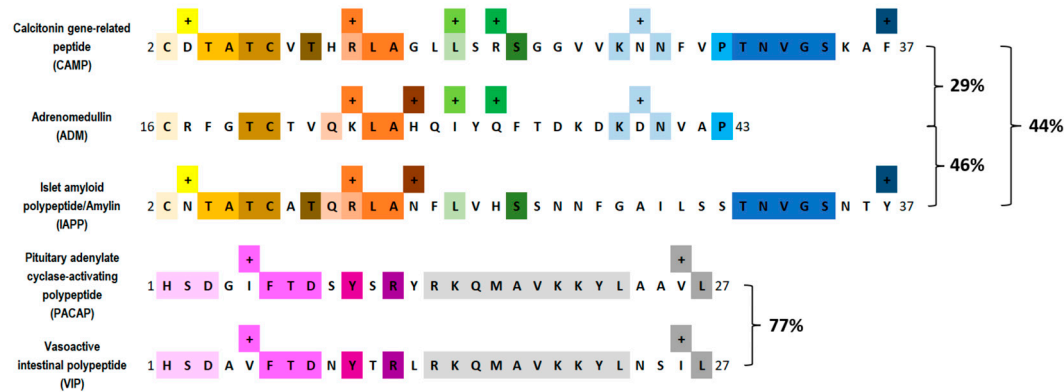 + + + + + +
Calcitonin gene-related
peptide
(CAMP)
2 C D T A T C V T H R L A G L L S R S G G V V K N N F V P T N V G S K A F 37
29%
+ + + + +
Adrenomedullin
(ADM)
16 C R F G T C T V Q K L A H Q I Y Q F T D K D K D N V A P 43
44%
46%
+ + + +
Islet amyloid
polypeptide/Amylin
(IAPP)
2 C N T A T C A T Q R L A N F L V H S S N N F G A I L S S T N V G S N T Y 37
+ +
Pituitary adenylate
cyclase-activating
polypeptide
(PACAP)
1 H S D G I F T D S Y S R Y R K Q M A V K K Y L A A V L 27
77%
+ +
Vasoactive
intestinal polypeptide
(VIP)
1 H S D A V F T D N Y T R L R K Q M A V K K Y L N S I L 27